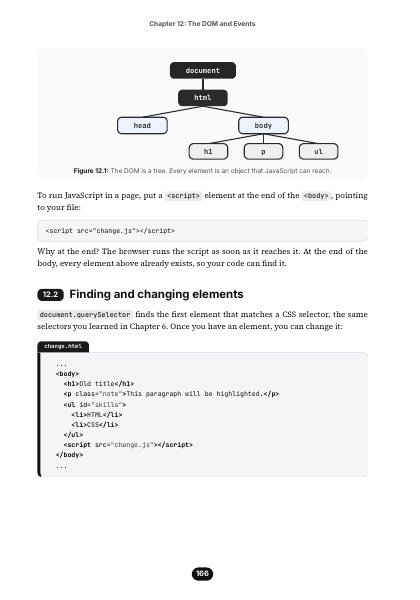 Chapter 12: The DOM and Events
document
html
head
body
h1
p
ul
Figure 12.1: The DOM is a tree. Every element is an object that JavaScript can reach.
To run JavaScript in a page, put a <script> element at the end of the <body>, pointing
to your file:
<script src="change.js"></script>
Why at the end? The browser runs the script as soon as it reaches it. At the end of the
body, every element above already exists, so your code can find it.
12.2 Finding and changing elements
document.querySelector finds the first element that matches a CSS selector, the same
selectors you learned in Chapter 6. Once you have an element, you can change it:
change.html
...
<body>
<h1>Old title</h1>
<p class="note">This paragraph will be highlighted.</p>
<ul id="skills">
<li>HTML</li>
<li>CSS</li>
</ul>
<script src="change.js"></script>
</body>
...
166